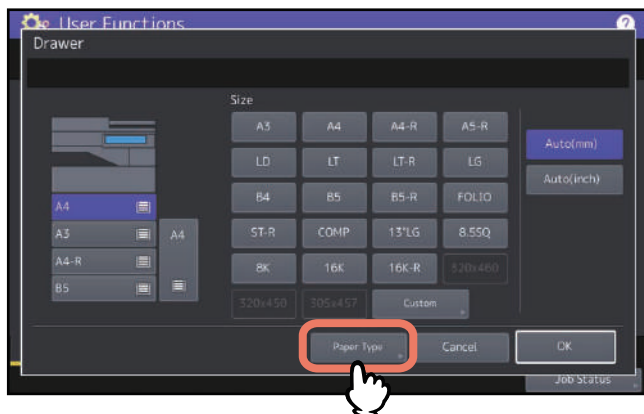 User Functions
?
Drawer
Size
A3 A4 A4-R A5-R
Auto(mm)
LD LT LT-R LG
Auto(inch)
B4 B5 B5-R FOLIO
A4
A3 A4
ST-R COMP 13"LG 8.5SQ
A4-R
8K 16K 16K-R 320x460
B5
320x450 305x457 Custom
Paper Type Cancel OK
Job Status